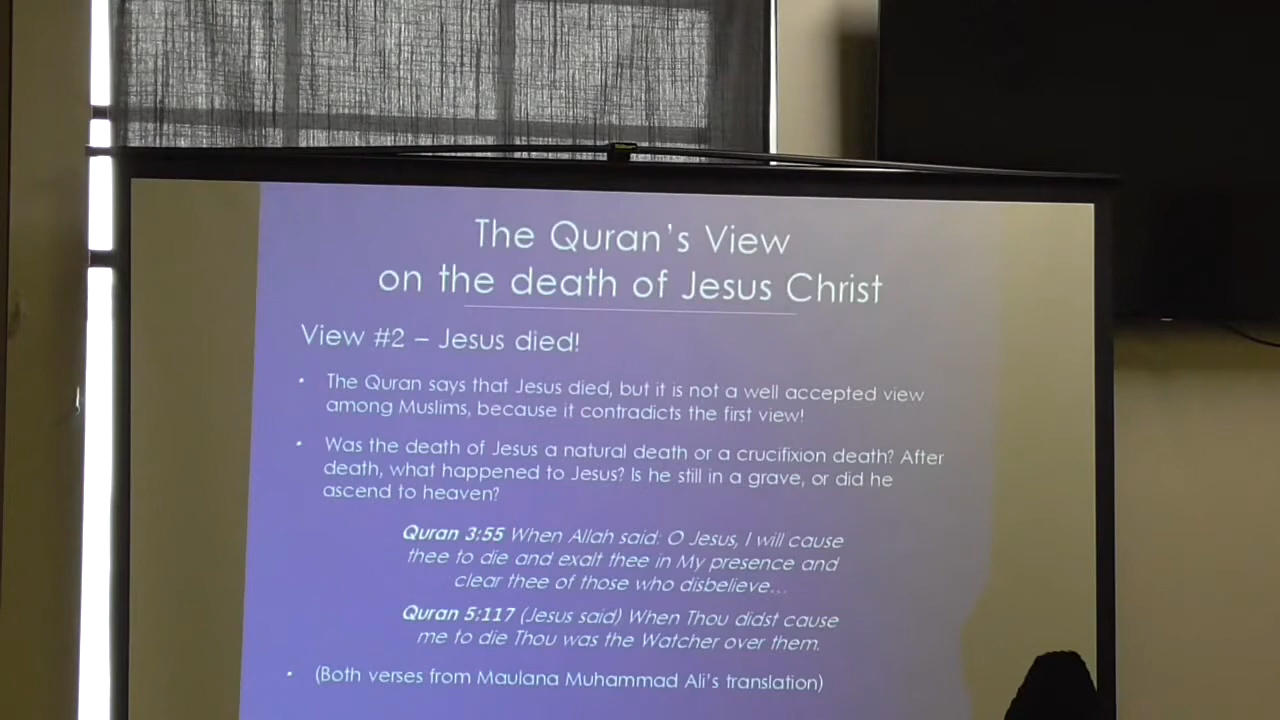 The Quran's View
on the death of Jesus Christ
View #2 – Jesus died!
• The Quran says that Jesus died, but it is not a well accepted view
among Muslims, because it contradicts the first view!
• Was the death of Jesus a natural death or a crucifixion death? After
death, what happened to Jesus? Is he still in a grave, or did he
ascend to heaven?
Quran 3:55 When Allah said: O Jesus, I will cause
thee to die and exalt thee in My presence and
clear thee of those who disbelieve...
Quran 5:117 (Jesus said) When Thou didst cause
me to die Thou was the Watcher over them.
• (Both verses from Maulana Muhammad Ali's translation)